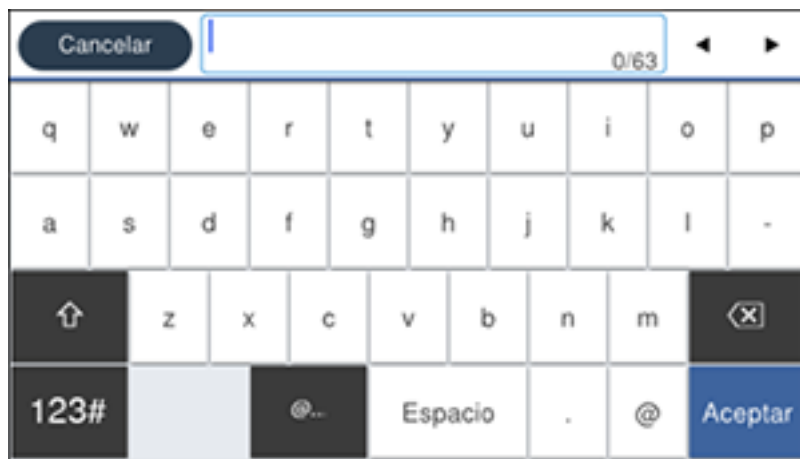 Cancelar 0/63
q w e r t y u i o p
a s d f g h j k l -
z x c v b n m
123# @... Espacio . @ Aceptar